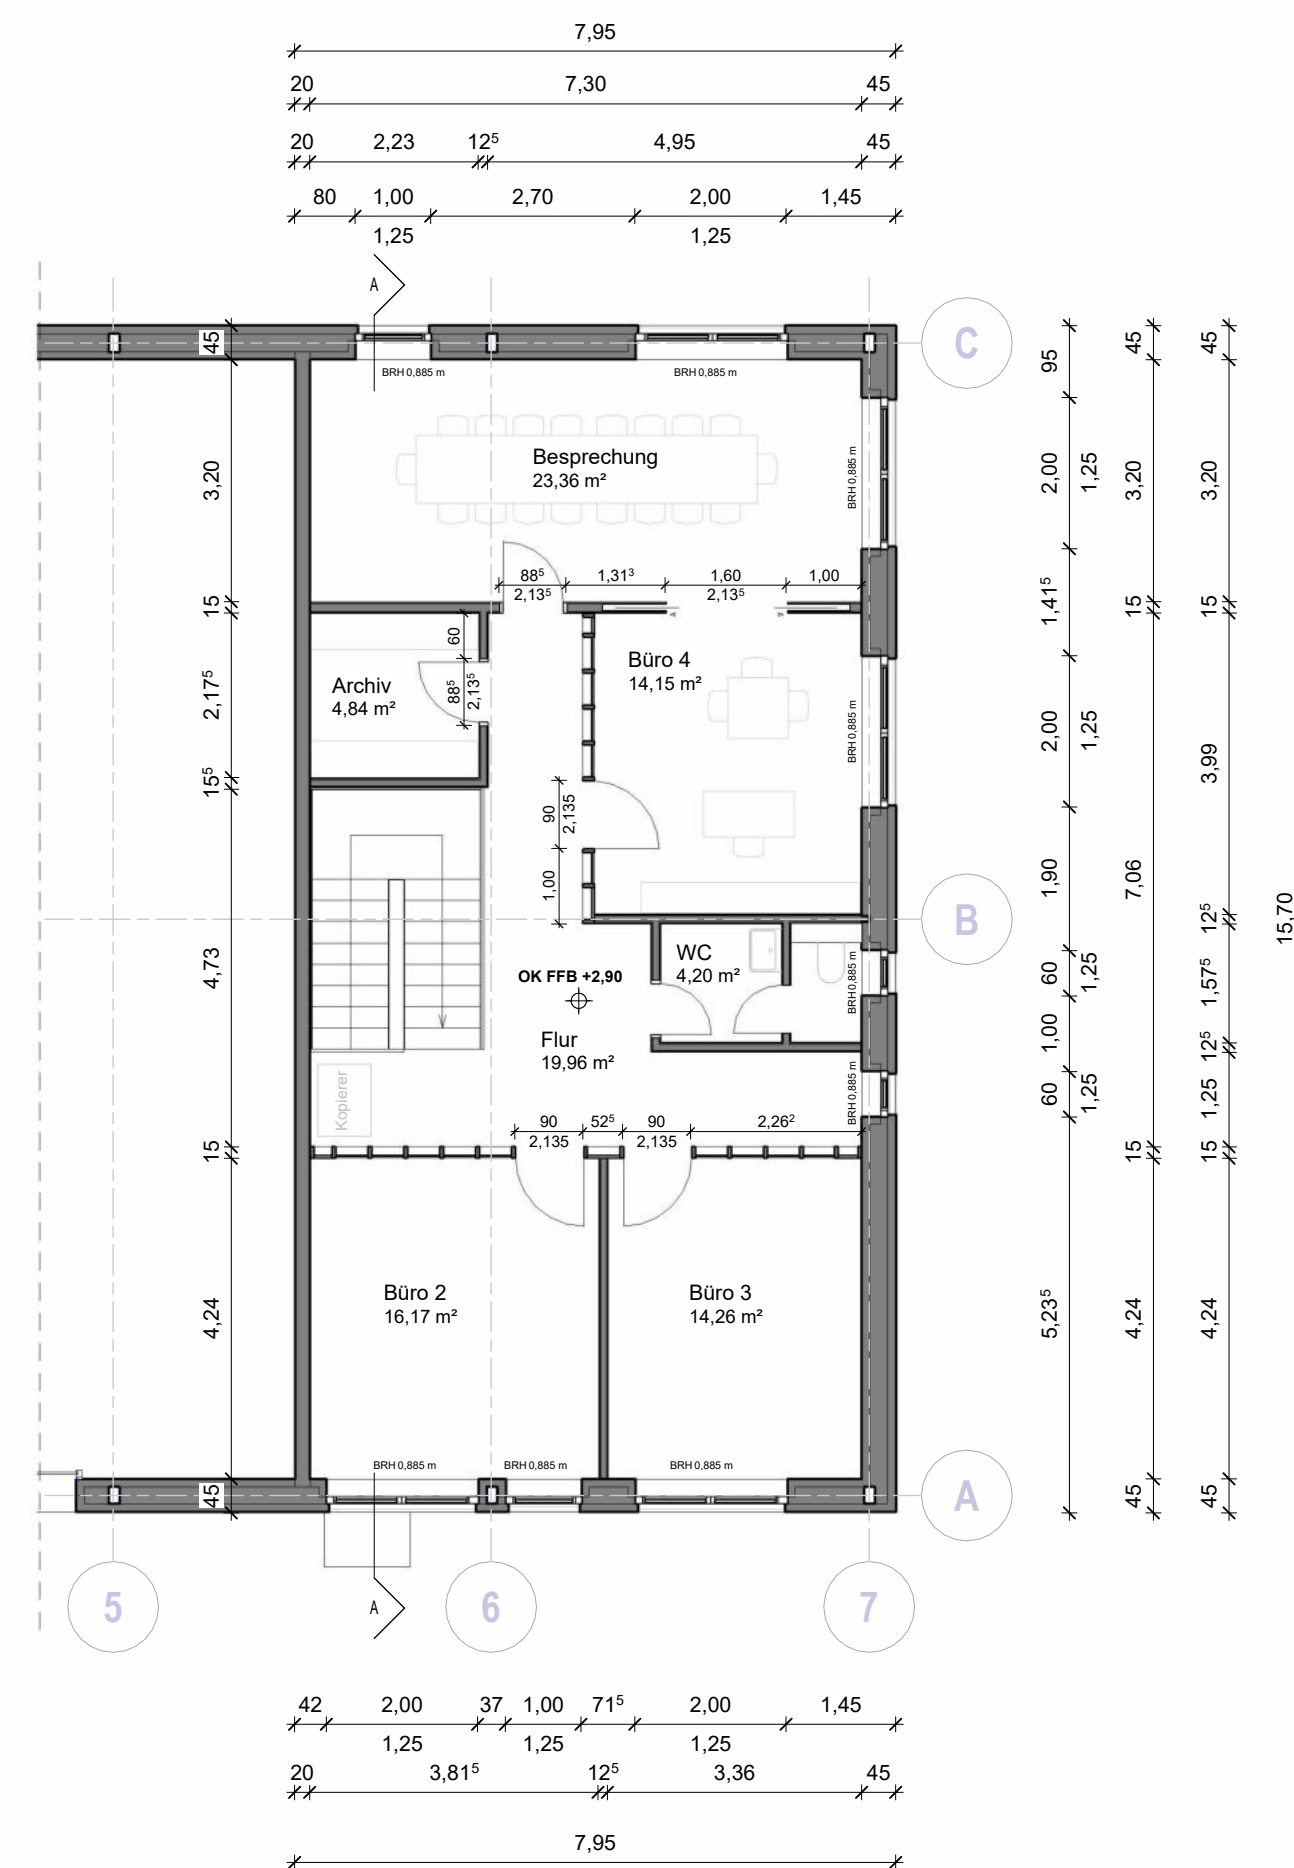 7,95
20 7,30 45
20 2,23 12⁵ 4,95 45
80 1,00 2,70 2,00 1,45
1,25 1,25
A
C
B
A
BRH 0,885 m
BRH 0,885 m
BRH 0,885 m
Besprechung
23,36 m²
88⁵ 1,31³ 1,60 1,00
2,13⁵ 2,13⁵
Büro 4
14,15 m²
BRH 0,885 m
Archiv
4,84 m²
60
88⁵
2,13⁵
90
2,135
1,00
WC
4,20 m²
BRH 0,885 m
OK FFB +2,90
Flur
19,96 m²
BRH 0,885 m
Kopierer
90 52⁵ 90 2,26²
2,135 2,135
Büro 2
16,17 m²
Büro 3
14,26 m²
BRH 0,885 m
BRH 0,885 m
BRH 0,885 m
45
3,20
15
2,17⁵
15⁵
4,73
15
4,24
45
95
2,00
1,25
1,41⁵
2,00
1,25
1,90
60
1,25
1,00
60
1,25
5,23⁵
45
3,20
15
7,06
15
4,24
45
45
3,20
15
3,99
12⁵
1,57⁵
12⁵
1,25
15
4,24
45
15,70
5 6 7
A
42 2,00 37 1,00 71⁵ 2,00 1,45
1,25 1,25 1,25
20 3,81⁵ 12⁵ 3,36 45
7,95